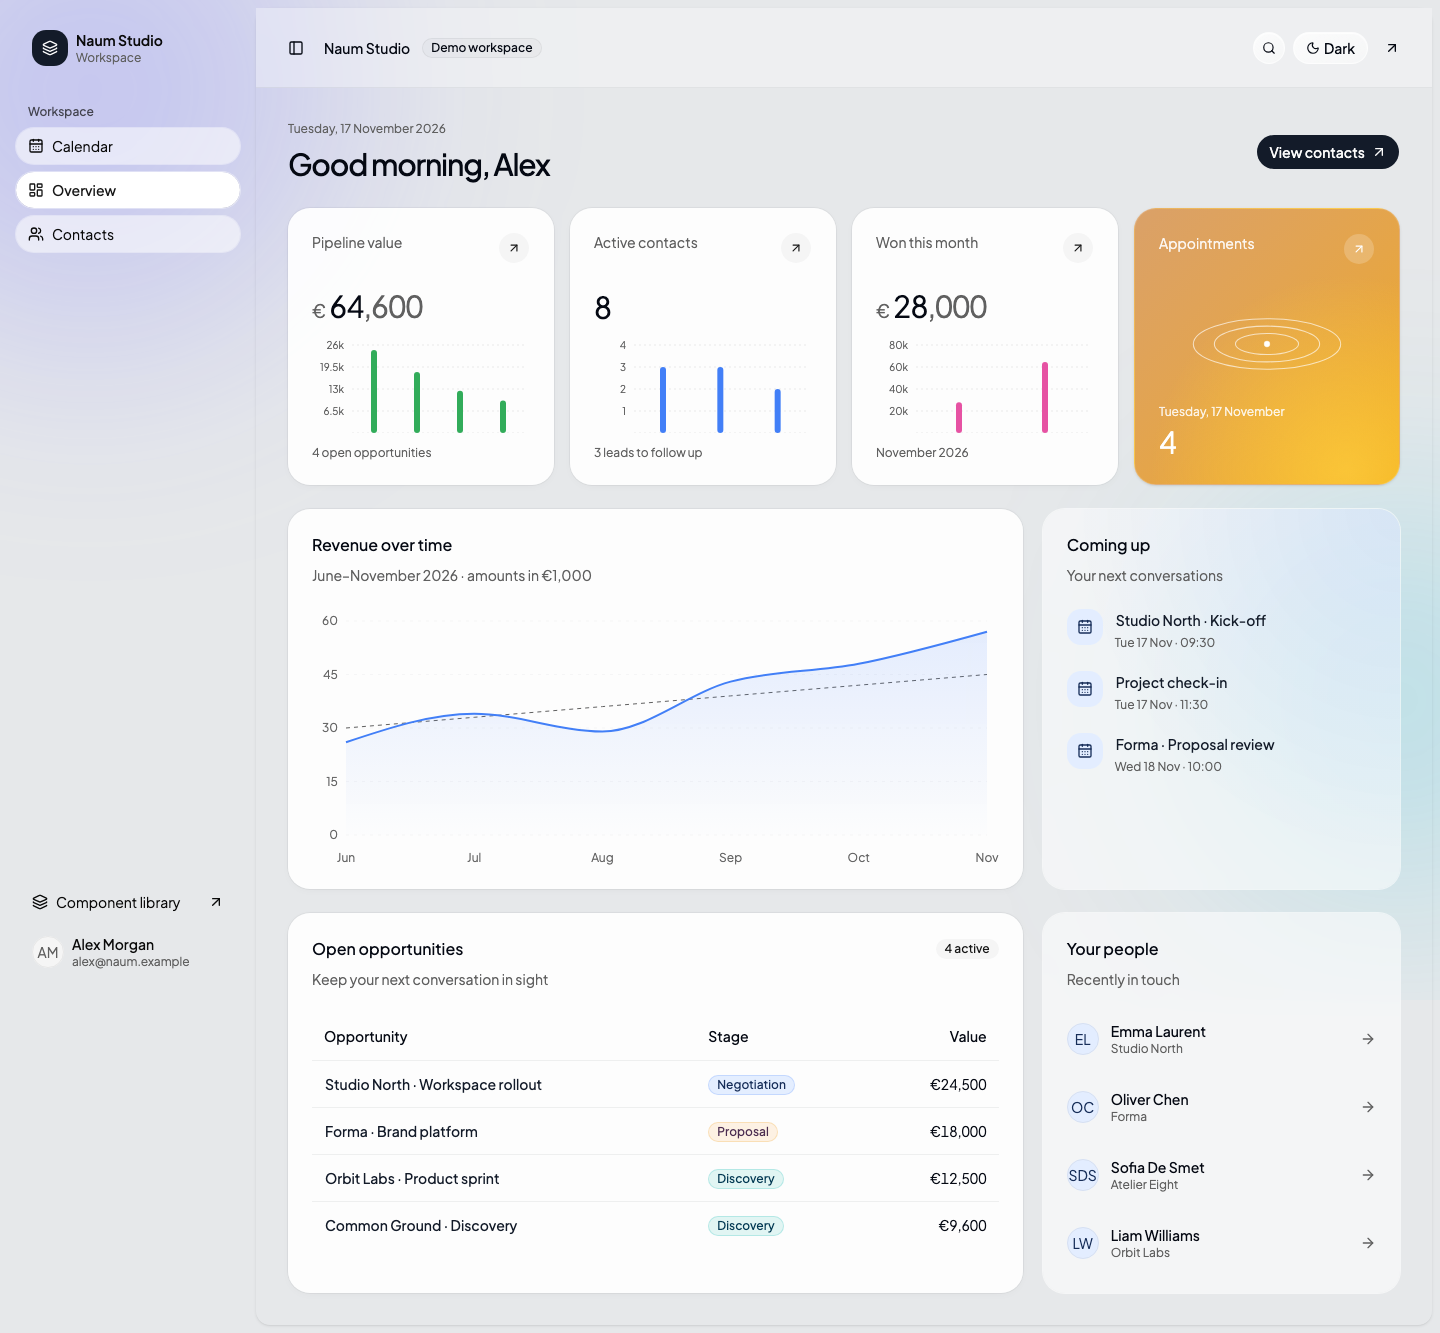 Naum Studio
Workspace
Workspace
Calendar
Overview
Contacts
Component library
AM
Alex Morgan
alex@naum.example
Naum Studio
Demo workspace
Dark
Tuesday, 17 November 2026
Good morning, Alex
View contacts
Pipeline value
€ 64,600
26k
19.5k
13k
6.5k
4 open opportunities
Active contacts
8
4
3
2
1
3 leads to follow up
Won this month
€ 28,000
80k
60k
40k
20k
November 2026
Appointments
Tuesday, 17 November
4
Revenue over time
June–November 2026 · amounts in €1,000
60
45
30
15
0
Jun Jul Aug Sep Oct Nov
Coming up
Your next conversations
Studio North · Kick-off
Tue 17 Nov · 09:30
Project check-in
Tue 17 Nov · 11:30
Forma · Proposal review
Wed 18 Nov · 10:00
Open opportunities
4 active
Keep your next conversation in sight
Opportunity Stage Value
Studio North · Workspace rollout Negotiation €24,500
Forma · Brand platform Proposal €18,000
Orbit Labs · Product sprint Discovery €12,500
Common Ground · Discovery Discovery €9,600
Your people
Recently in touch
EL
Emma Laurent
Studio North
OC
Oliver Chen
Forma
SDS
Sofia De Smet
Atelier Eight
LW
Liam Williams
Orbit Labs